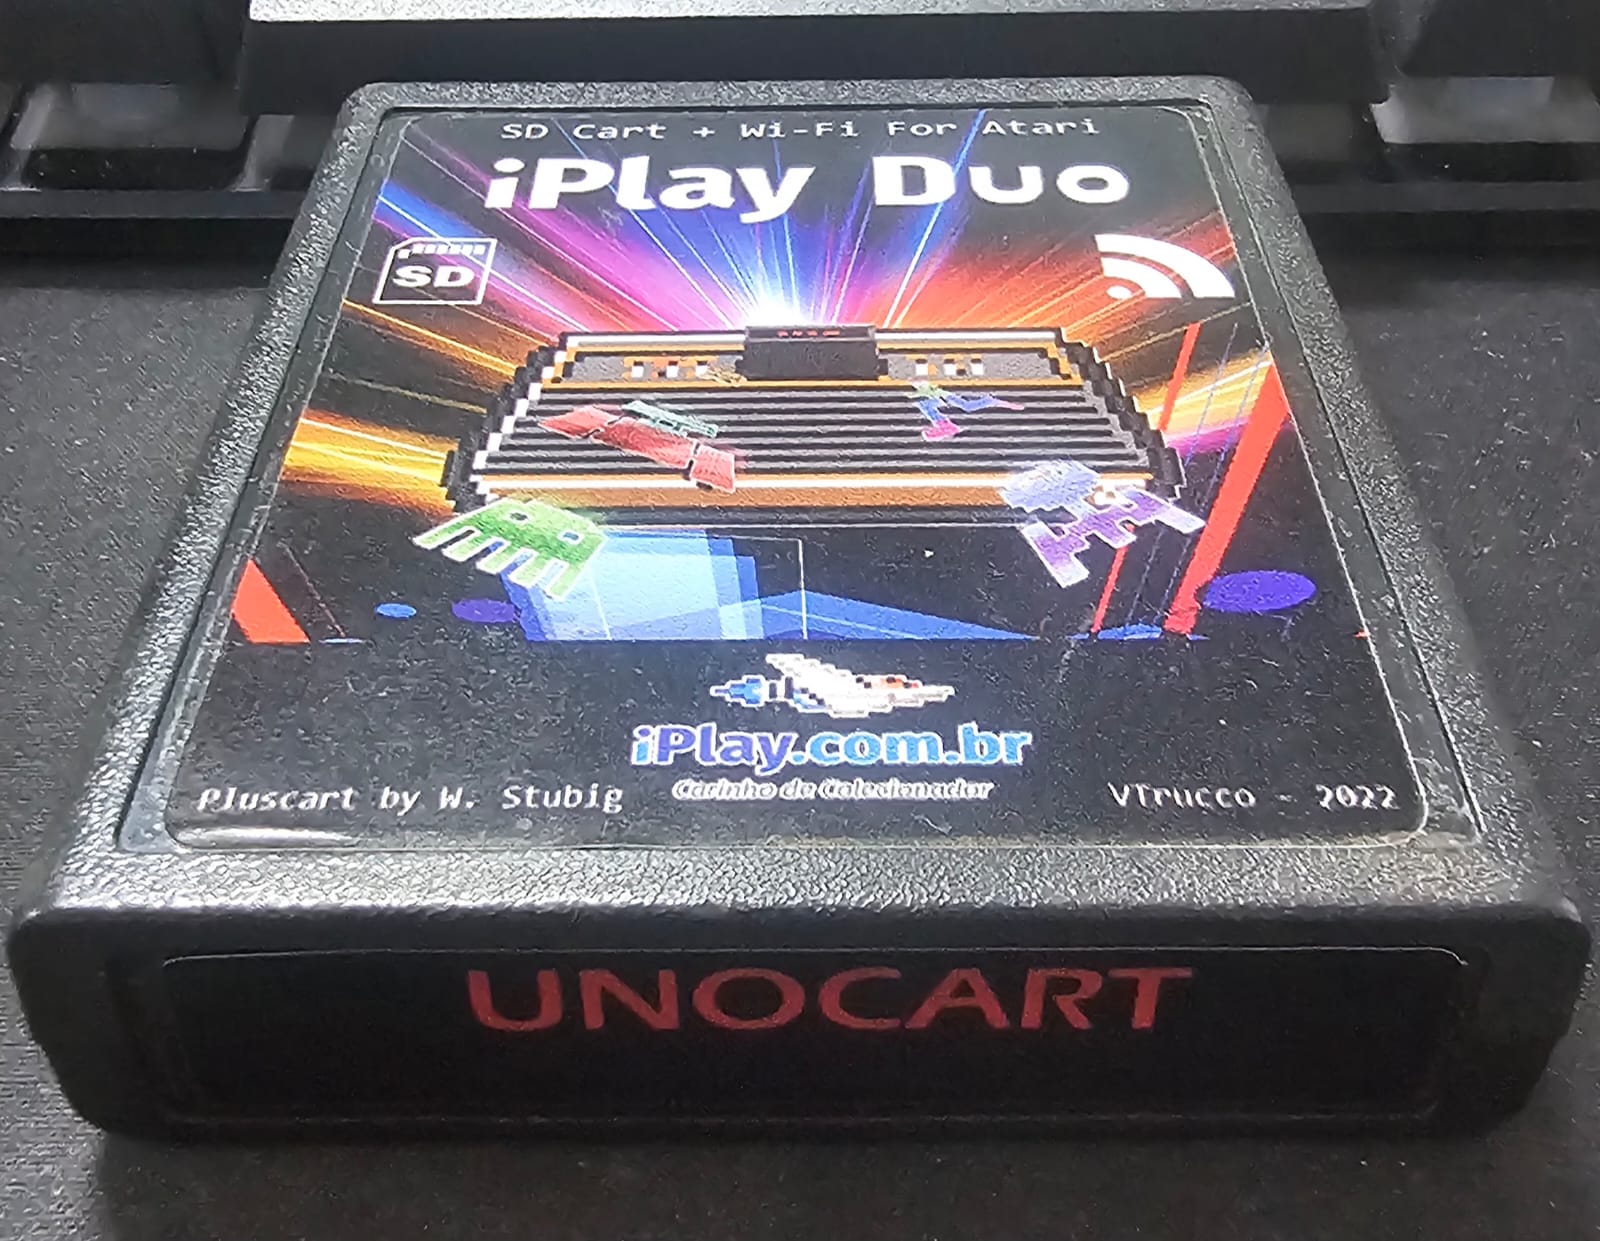 SD Cart + Wi-Fi For Atari
iPlay Duo
SD
iPlay.com.br
Carinho de Colecionador
Pluscart by W. Stubig
VTrucco - 2022
UNOCART